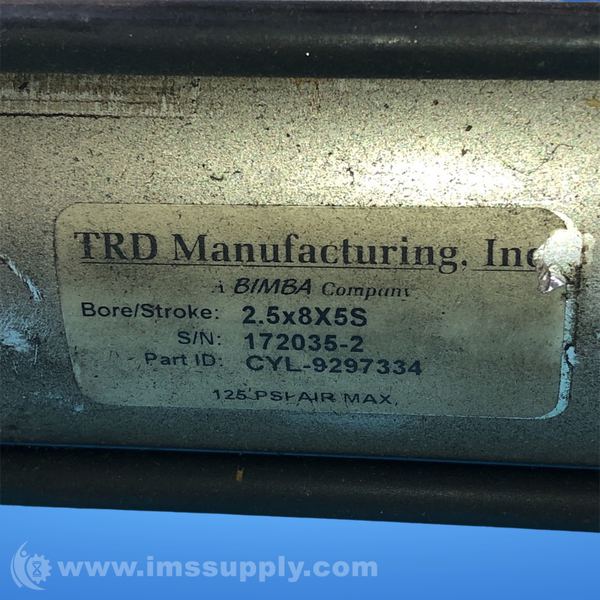 TRD Manufacturing, Inc
A BIMBA Company
Bore/Stroke: 2.5x8X5S
S/N: 172035-2
Part ID: CYL-9297334
125 PSI AIR MAX.
www.imssupply.com